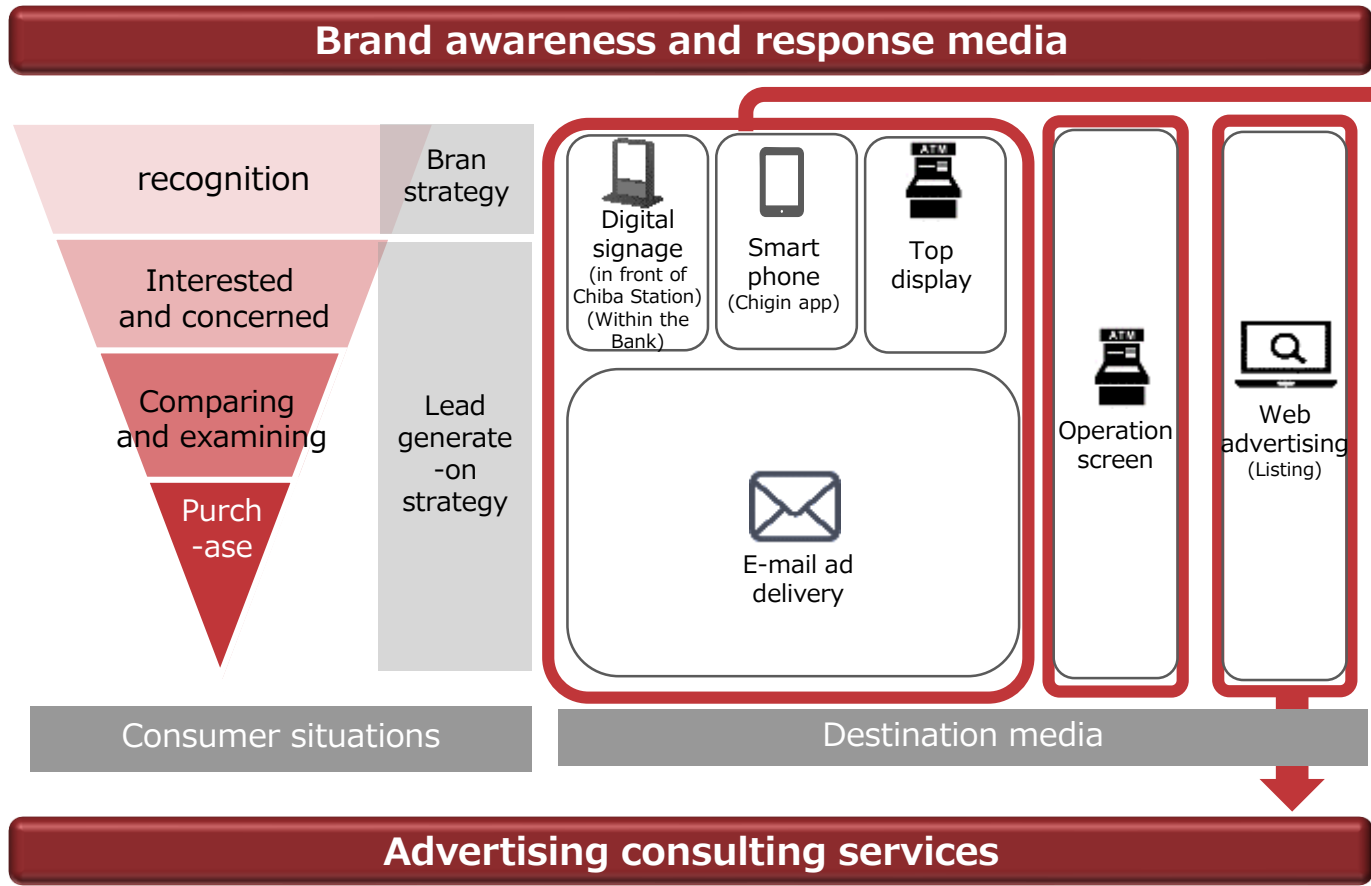 Brand awareness and response media
recognition
Bran
strategy
Interested
and concerned
Comparing
and examining
Purch
-ase
Lead
generate
-on
strategy
Digital
signage
(in front of
Chiba Station)
(Within the
Bank)
Smart
phone
(Chigin app)
ATM
Top
display
E-mail ad
delivery
ATM
Operation
screen
Web
advertising
(Listing)
Consumer situations
Destination media
Advertising consulting services